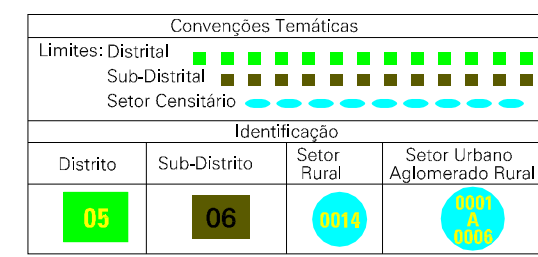 Convenções Temáticas
Limites: Distrital
Sub-Distrital
Setor Censitário
Identificação
Distrito
Sub-Distrito
Setor
Rural
Setor Urbano
Aglomerado Rural
05
06
0014
0001
A
0006